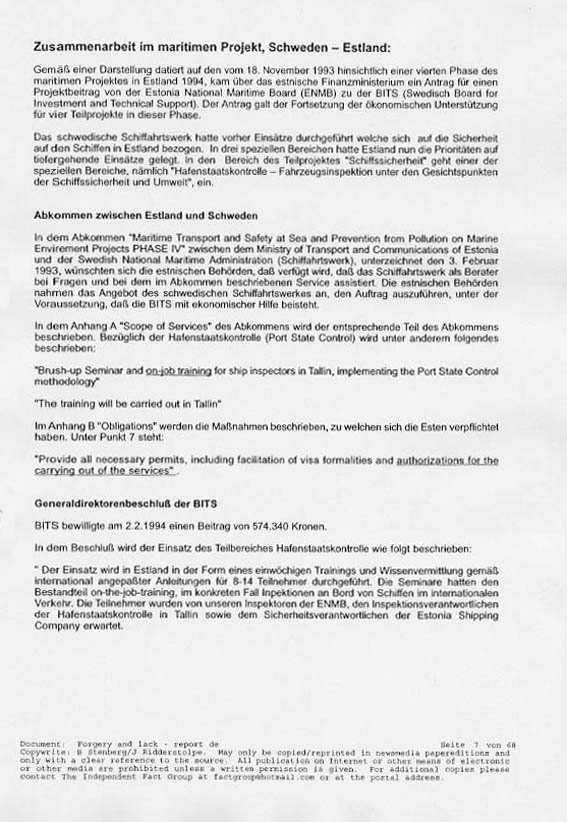 Zusammenarbeit im maritimen Projekt, Schweden – Estland:
Gemäß einer Darstellung datiert auf den vom 18. November 1993 hinsichtlich einer vierten Phase des
maritimen Projektes in Estland 1994, kam über das estnische Finanzministerium ein Antrag für einen
Projektbeitrag von der Estonia National Maritime Board (ENMB) zu der BITS (Swedisch Board for
Investment and Technical Support). Der Antrag galt der Fortsetzung der ökonomischen Unterstützung
für vier Teilprojekte in dieser Phase.
Das schwedische Schiffahrtswerk hatte vorher Einsätze durchgeführt welche sich auf die Sicherheit
auf den Schiffen in Estland bezogen. In drei speziellen Bereichen hatte Estland nun die Prioritäten auf
tiefergehende Einsätze gelegt. In den Bereich des Teilprojektes "Schiffssicherheit" geht einer der
speziellen Bereiche, nämlich "Hafenstaatskontrolle – Fahrzeugsinspektion unter den Gesichtspunkten
der Schiffssicherheit und Umwelt", ein.
Abkommen zwischen Estland und Schweden
In dem Abkommen "Maritime Transport and Safety at Sea and Prevention from Pollution on Marine
Envirement Projects PHASE IV" zwischen dem Ministry of Transport and Communications of Estonia
und der Swedish National Maritime Administration (Schiffahrtswerk), unterzeichnet den 3. Februar
1993, wünschten sich die estnischen Behörden, daß verfügt wird, daß das Schiffahrtswerk als Berater
bei Fragen und bei dem im Abkommen beschriebenen Service assistiert. Die estnischen Behörden
nahmen das Angebot des schwedischen Schiffahrtswerkes an, den Auftrag auszuführen, unter der
Voraussetzung, daß die BITS mit ekonomischer Hilfe beisteht.
In dem Anhang A "Scope of Services" des Abkommens wird der entsprechende Teil des Abkommens
beschrieben. Bezüglich der Hafenstaatskontrolle (Port State Control) wird unter anderem folgendes
beschrieben:
"Brush-up Seminar and on-job training for ship inspectors in Tallin, implementing the Port State Control
methodology"
"The training will be carried out in Tallin"
Im Anhang B "Obligations" werden die Maßnahmen beschrieben, zu welchen sich die Esten verpflichtet
haben. Unter Punkt 7 steht:
"Provide all necessary permits, including facilitation of visa formalities and authorizations for the
carrying out of the services" .
Generaldirektorenbeschluß der BITS
BITS bewilligte am 2.2.1994 einen Beitrag von 574.340 Kronen.
In dem Beschluß wird der Einsatz des Teilbereiches Hafenstaatskontrolle wie folgt beschrieben:
" Der Einsatz wird in Estland in der Form eines einwöchigen Trainings und Wissenvermittlung gemäß
international angepaßter Anleitungen für 8-14 Teilnehmer durchgeführt. Die Seminare hatten den
Bestandteil on-the-job-training, im konkreten Fall Inpektionen an Bord von Schiffen im internationalen
Verkehr. Die Teilnehmer wurden von unseren Inspektoren der ENMB, den Inspektionsverantwortlichen
der Hafenstaatskontrolle in Tallin sowie dem Sicherheitsverantwortlichen der Estonia Shipping
Company erwartet.
Document: Forgery and lack - report de Seite 7 von 68
Copywrite: B Stenberg/J Ridderstolpe. May only be copied/reprinted in newsmedia papereditions and
only with a clear reference to the source. All publication on Internet or other means of electronic
or other media are prohibited unless a written permission is given. For additional copies please
contact The Independent Fact Group at factgroup@hotmail.com or at the postal address.